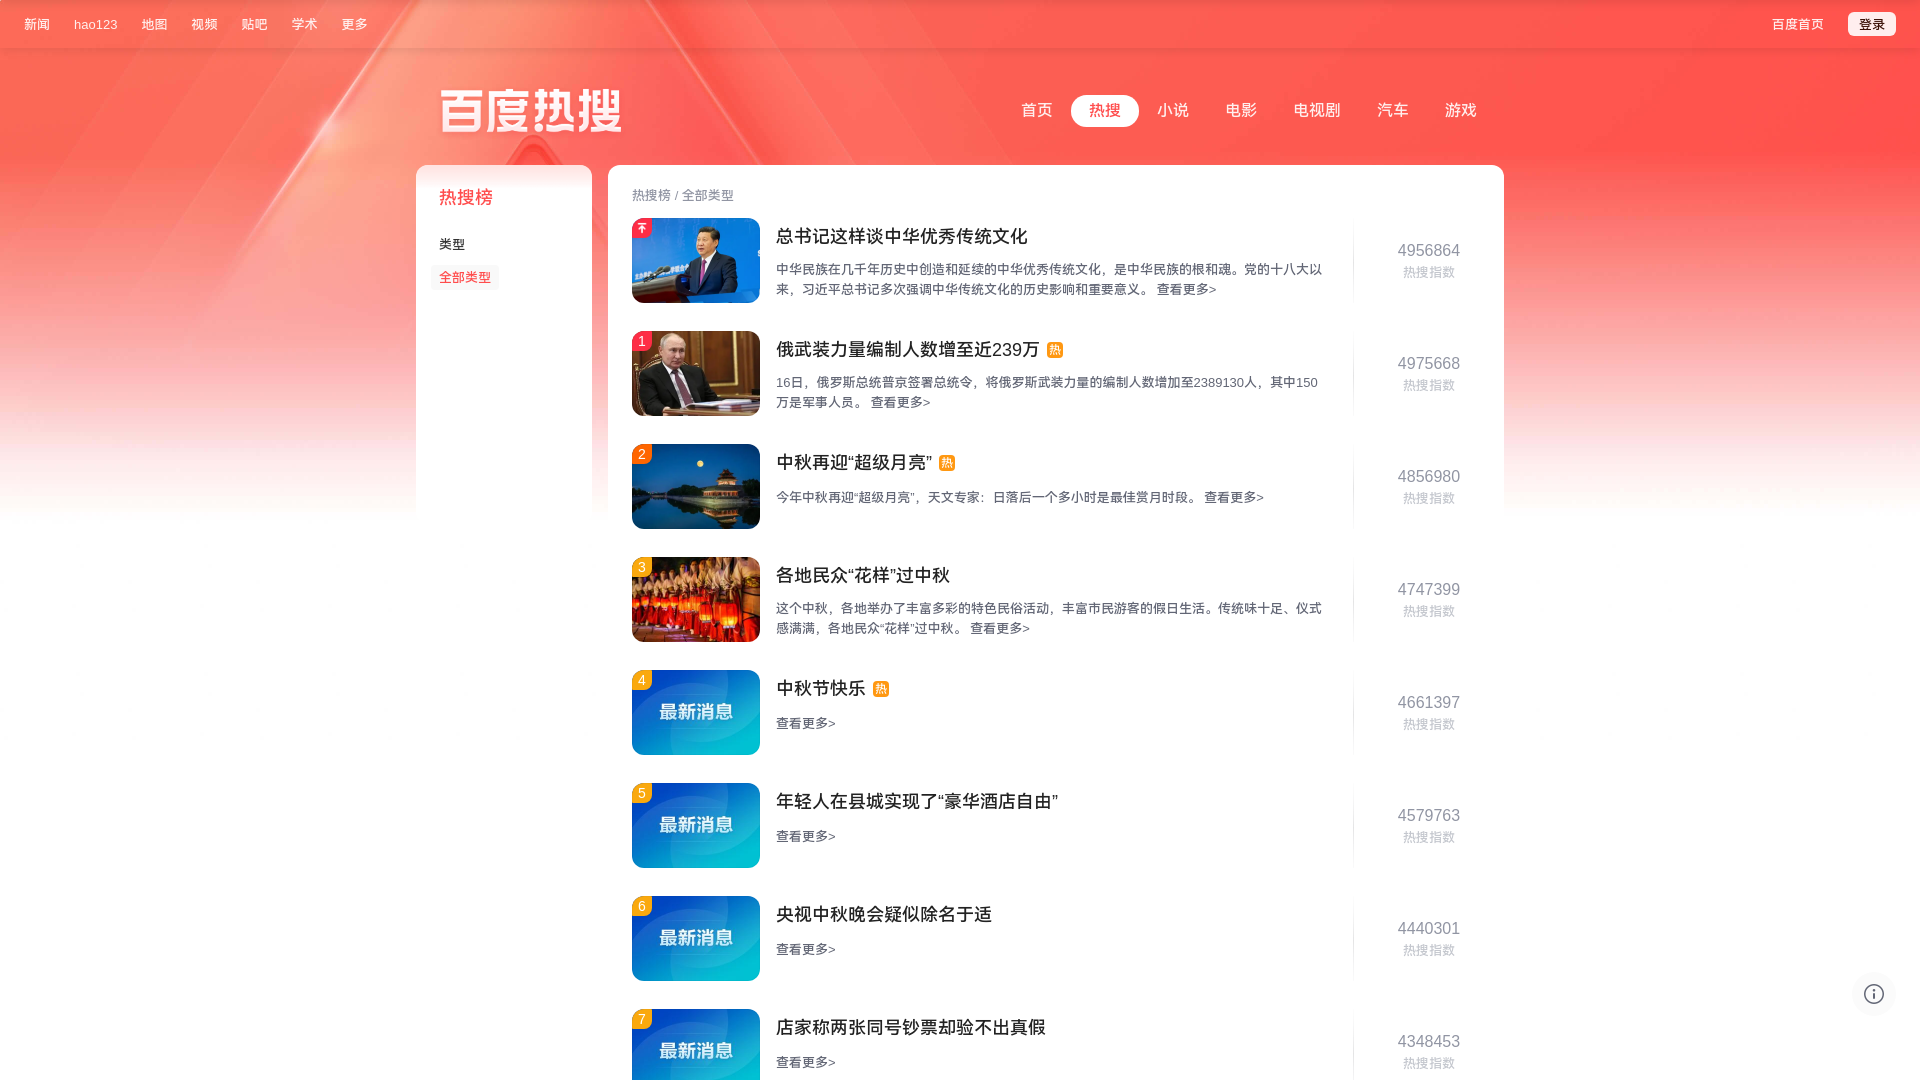 新闻 hao123 地图 视频 贴吧 学术 更多 百度首页 登录
百度热搜
首页 热搜 小说 电影 电视剧 汽车 游戏
热搜榜
类型
全部类型
热搜榜 / 全部类型
总书记这样谈中华优秀传统文化
中华民族在几千年历史中创造和延续的中华优秀传统文化，是中华民族的根和魂。党的十八大以
来，习近平总书记多次强调中华传统文化的历史影响和重要意义。 查看更多>
4956864
热搜指数
1
俄武装力量编制人数增至近239万 热
16日，俄罗斯总统普京签署总统令，将俄罗斯武装力量的编制人数增加至2389130人，其中150
万是军事人员。 查看更多>
4975668
热搜指数
2
中秋再迎“超级月亮” 热
今年中秋再迎“超级月亮”，天文专家：日落后一个多小时是最佳赏月时段。 查看更多>
4856980
热搜指数
3
各地民众“花样”过中秋
这个中秋，各地举办了丰富多彩的特色民俗活动，丰富市民游客的假日生活。传统味十足、仪式
感满满，各地民众“花样”过中秋。 查看更多>
4747399
热搜指数
4
最新消息
中秋节快乐 热
查看更多>
4661397
热搜指数
5
最新消息
年轻人在县城实现了“豪华酒店自由”
查看更多>
4579763
热搜指数
6
最新消息
央视中秋晚会疑似除名于适
查看更多>
4440301
热搜指数
7
最新消息
店家称两张同号钞票却验不出真假
查看更多>
4348453
热搜指数